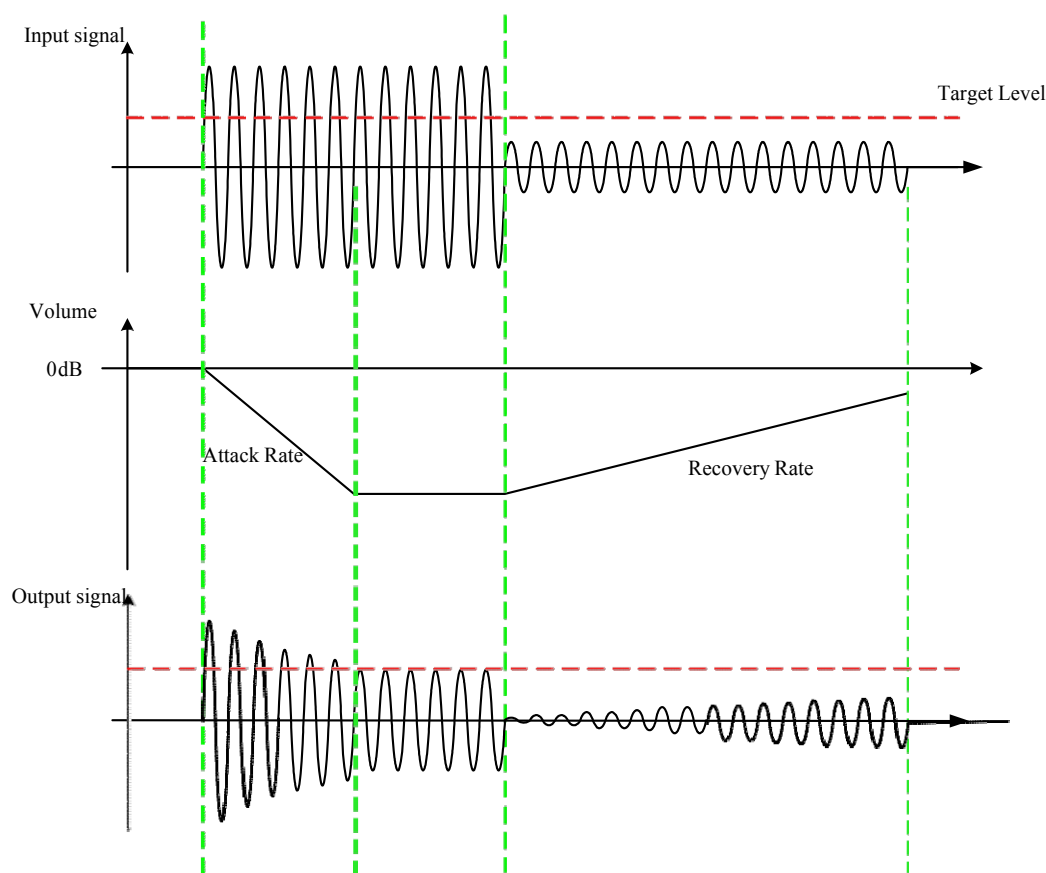 Input signal
Target Level
Volume
0dB
Attack Rate
Recovery Rate
Output signal